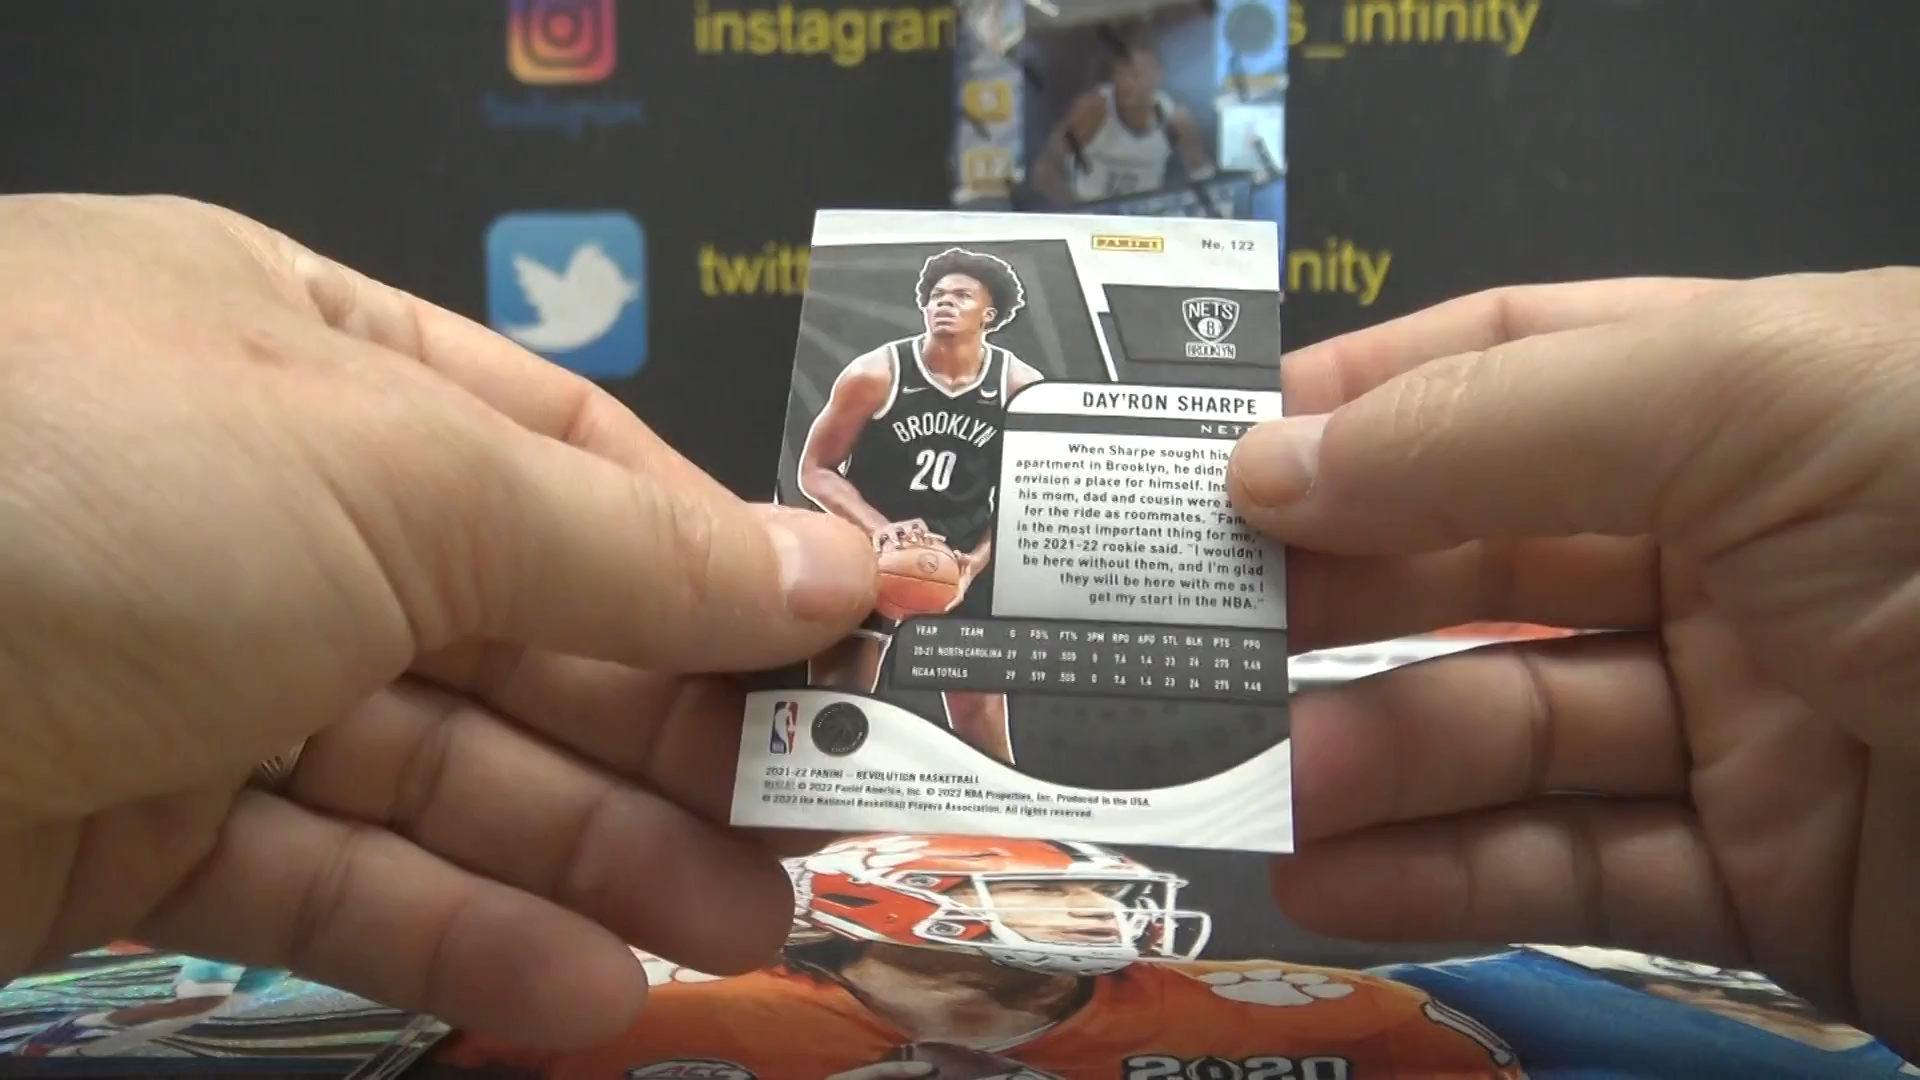 instagram
s_infinity
Instagram
twitt
nity
PANINI
No. 122
NETS
B
BROOKLYN
DAY'RON SHARPE
NET
When Sharpe sought his
apartment in Brooklyn, he didn'
envision a place for himself. Ins
his mom, dad and cousin were a
for the ride as roommates. "Fam
is the most important thing for me,"
the 2021-22 rookie said. "I wouldn't
be here without them, and I'm glad
they will be here with me as I
get my start in the NBA."
BROOKLYN
20
YEAR TEAM G FG% FT% 3PM RPG APG STL BLK PTS PPG
20-21 NORTH CAROLINA 29 .519 .505 0 7.6 1.4 23 26 275 9.48
NCAA TOTALS 29 .519 .505 0 7.6 1.4 23 26 275 9.48
NBA
2021-22 PANINI – REVOLUTION BASKETBALL
© 2022 Panini America, Inc. © 2022 NBA Properties, Inc. Produced in the USA.
© 2022 the National Basketball Players Association. All rights reserved.
ACC
2020